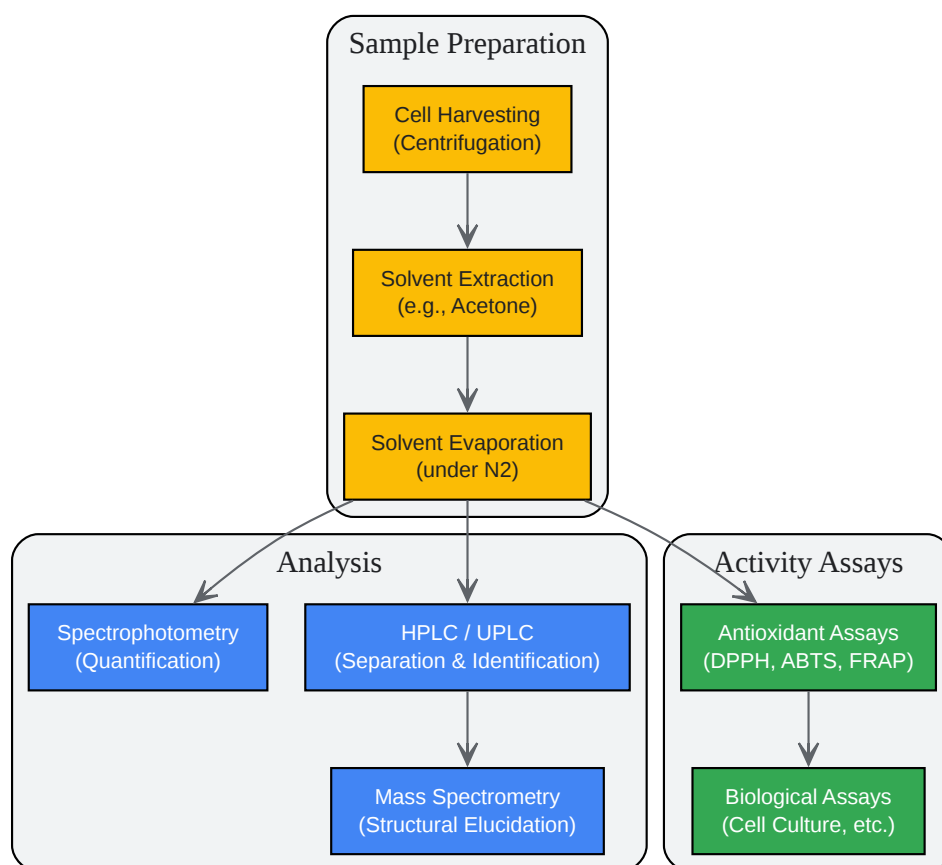 Sample Preparation
Cell Harvesting
(Centrifugation)
Solvent Extraction
(e.g., Acetone)
Solvent Evaporation
(under N2)
Analysis
Spectrophotometry
(Quantification)
HPLC / UPLC
(Separation & Identification)
Mass Spectrometry
(Structural Elucidation)
Activity Assays
Antioxidant Assays
(DPPH, ABTS, FRAP)
Biological Assays
(Cell Culture, etc.)